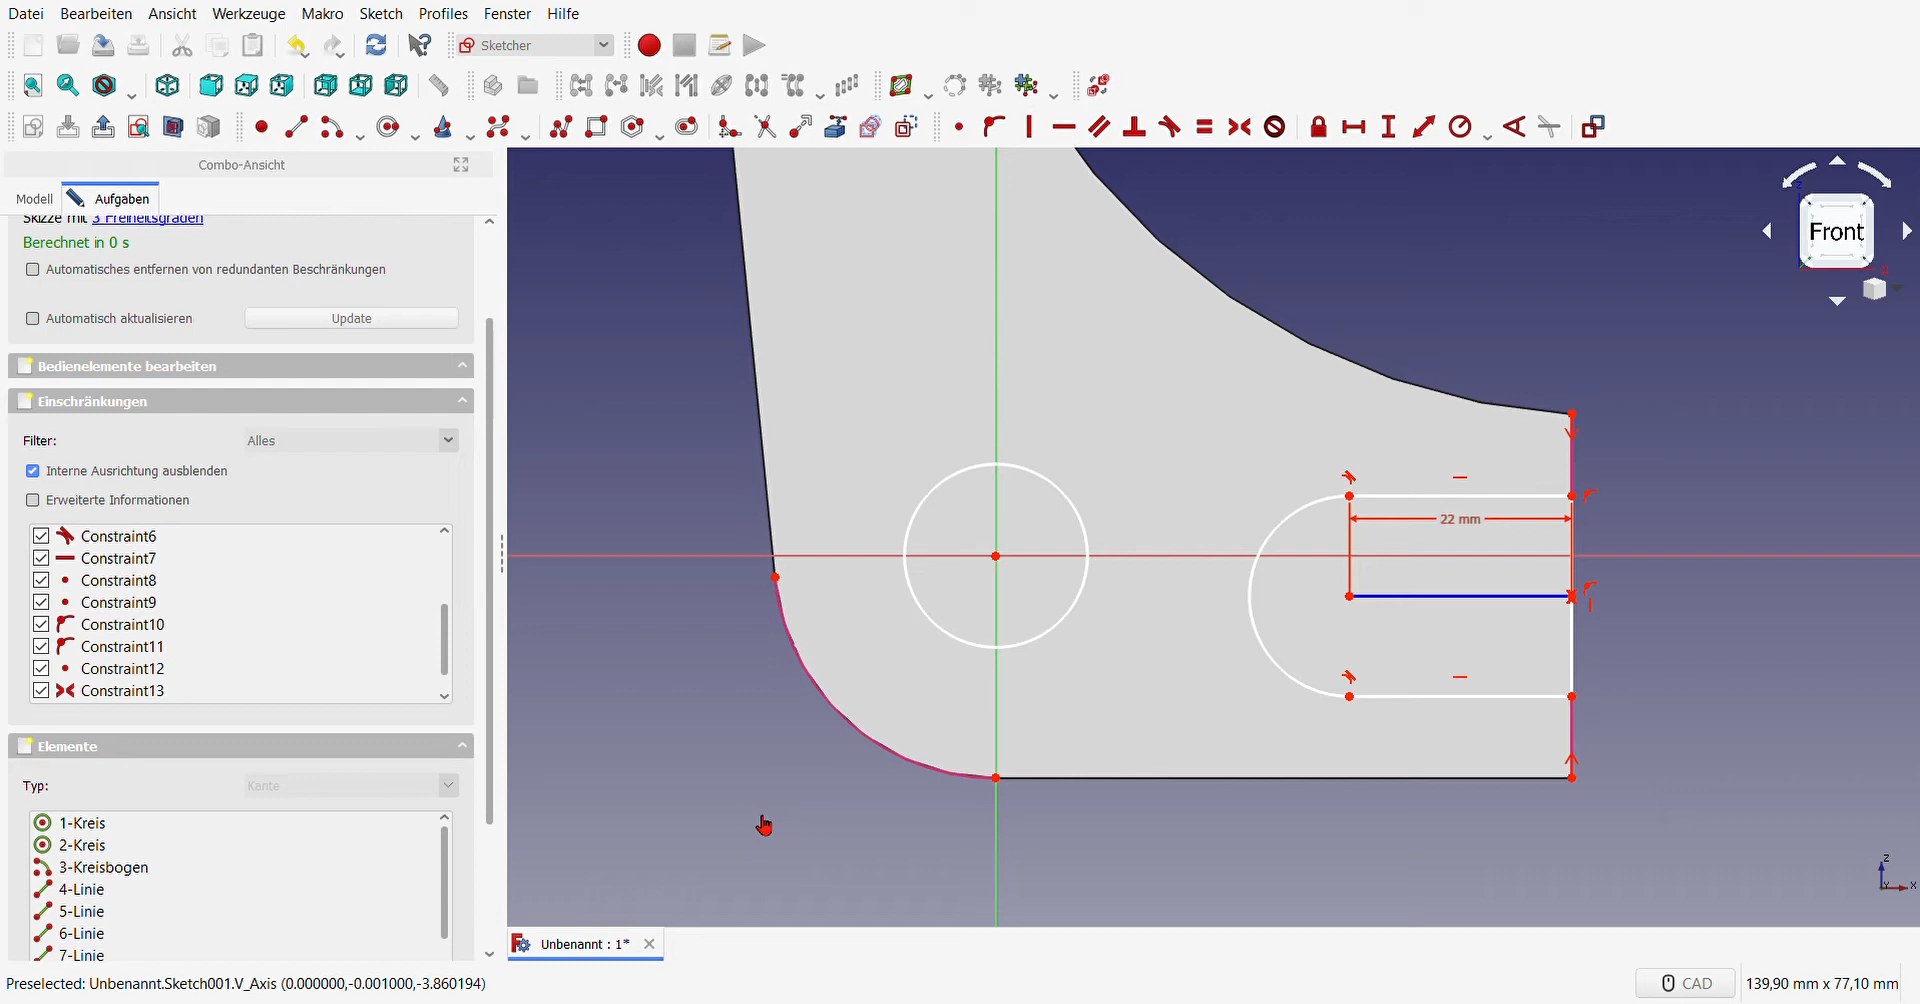 Datei Bearbeiten Ansicht Werkzeuge Makro Sketch Profiles Fenster Hilfe
Sketcher
Combo-Ansicht
Modell Aufgaben
Skizze mit 3 Freiheitsgraden
Berechnet in 0 s
Automatisches entfernen von redundanten Beschränkungen
Automatisch aktualisieren Update
Bedienelemente bearbeiten
Einschränkungen
Filter: Alles
Interne Ausrichtung ausblenden
Erweiterte Informationen
Constraint6
Constraint7
Constraint8
Constraint9
Constraint10
Constraint11
Constraint12
Constraint13
Elemente
Typ: Kante
1-Kreis
2-Kreis
3-Kreisbogen
4-Linie
5-Linie
6-Linie
7-Linie
22 mm
Front
z
x
z
x
Unbenannt : 1*
Preselected: Unbenannt.Sketch001.V_Axis (0.000000,-0.001000,-3.860194)
CAD
139,90 mm x 77,10 mm